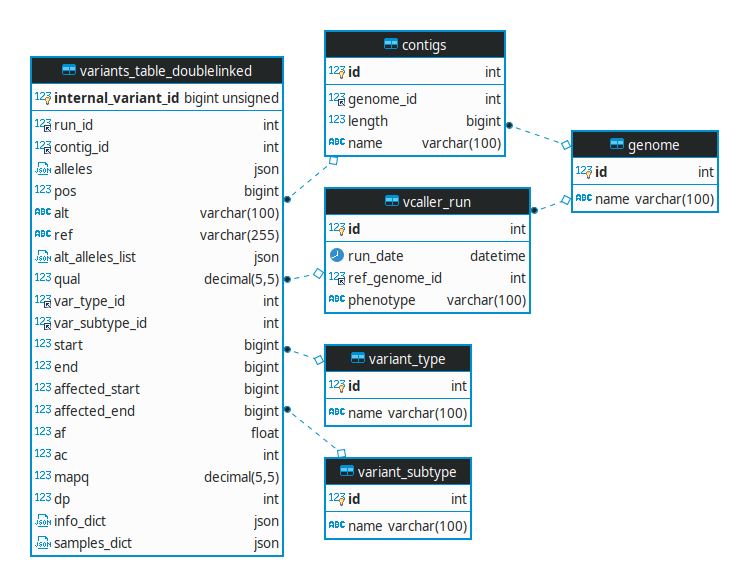 variants_table_doublelinked
123 internal_variant_id bigint unsigned
123 run_id int
123 contig_id int
JSON alleles json
123 pos bigint
ABC alt varchar(100)
ABC ref varchar(255)
JSON alt_alleles_list json
123 qual decimal(5,5)
123 var_type_id int
123 var_subtype_id int
123 start bigint
123 end bigint
123 affected_start bigint
123 affected_end bigint
123 af float
123 ac int
123 mapq decimal(5,5)
123 dp int
JSON info_dict json
JSON samples_dict json
contigs
123 id int
123 genome_id int
123 length bigint
ABC name varchar(100)
vcaller_run
123 id int
run_date datetime
123 ref_genome_id int
ABC phenotype varchar(100)
variant_type
123 id int
ABC name varchar(100)
variant_subtype
123 id int
ABC name varchar(100)
genome
123 id int
ABC name varchar(100)